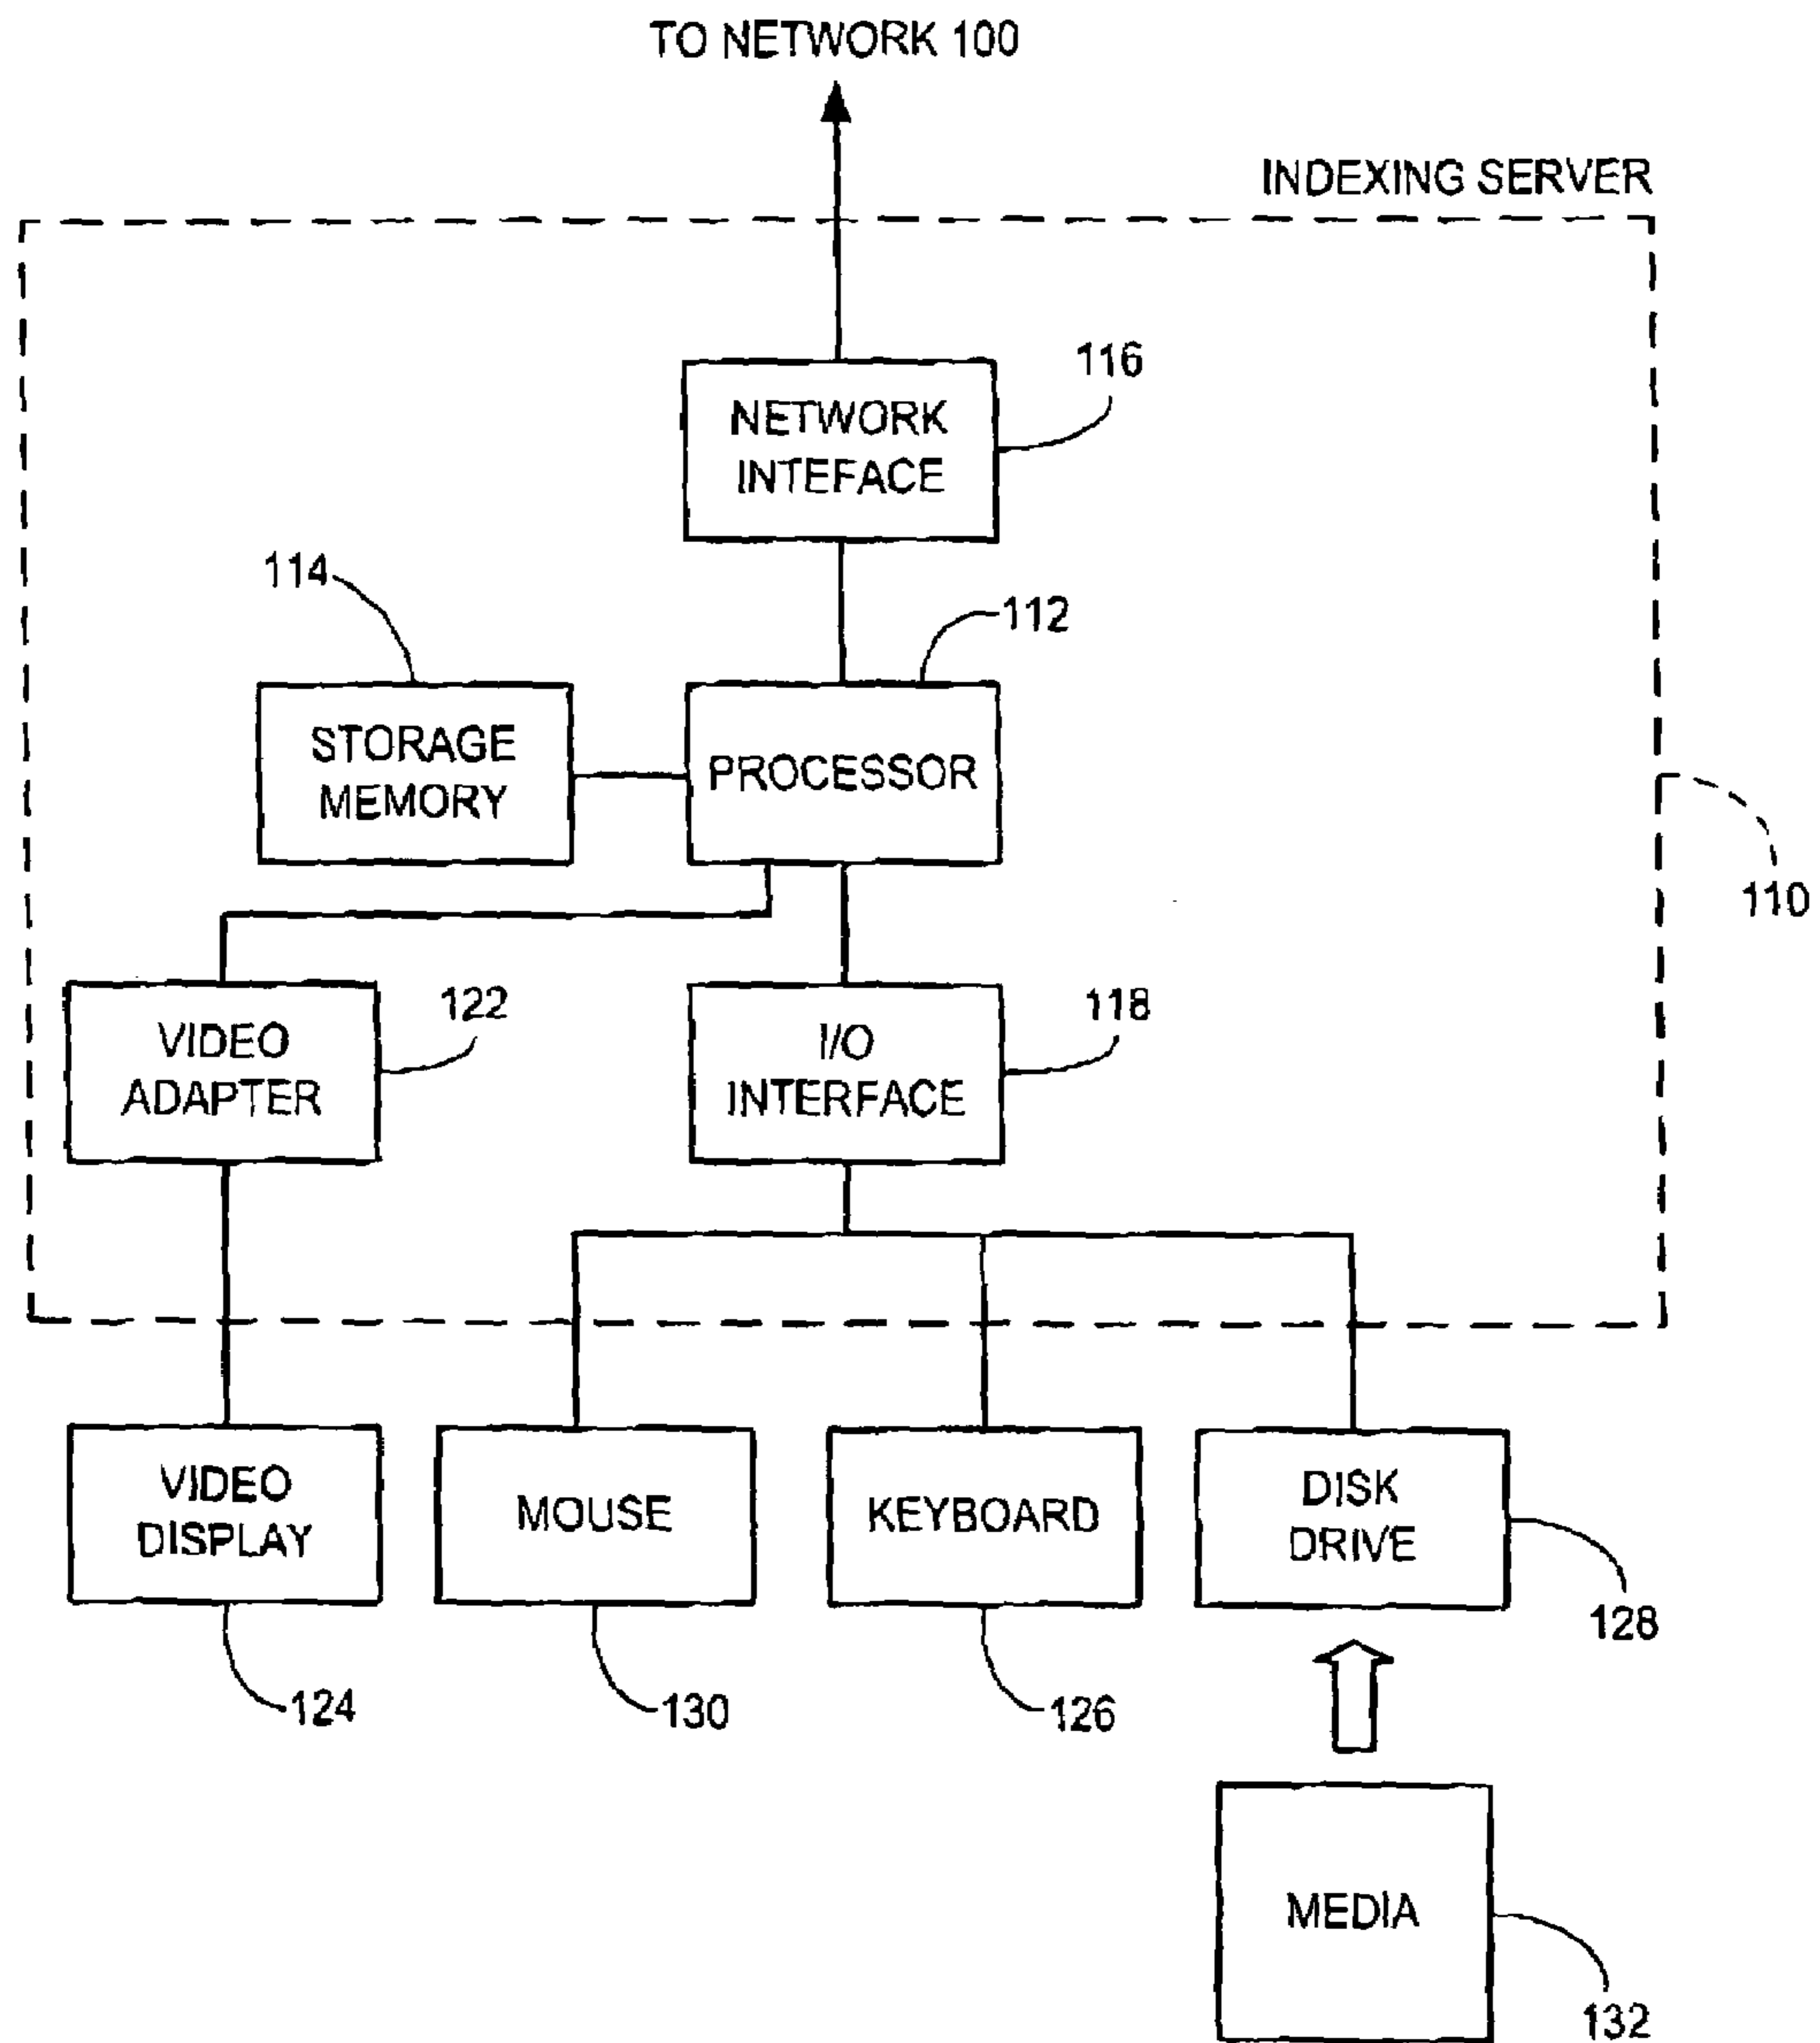 TO NETWORK 100
INDEXING SERVER
116
NETWORK
INTEFACE
114
112
STORAGE
MEMORY
PROCESSOR
110
122
VIDEO
ADAPTER
118
I/O
INTERFACE
VIDEO
DISPLAY
MOUSE
KEYBOARD
DISK
DRIVE
128
124
130
126
MEDIA
132